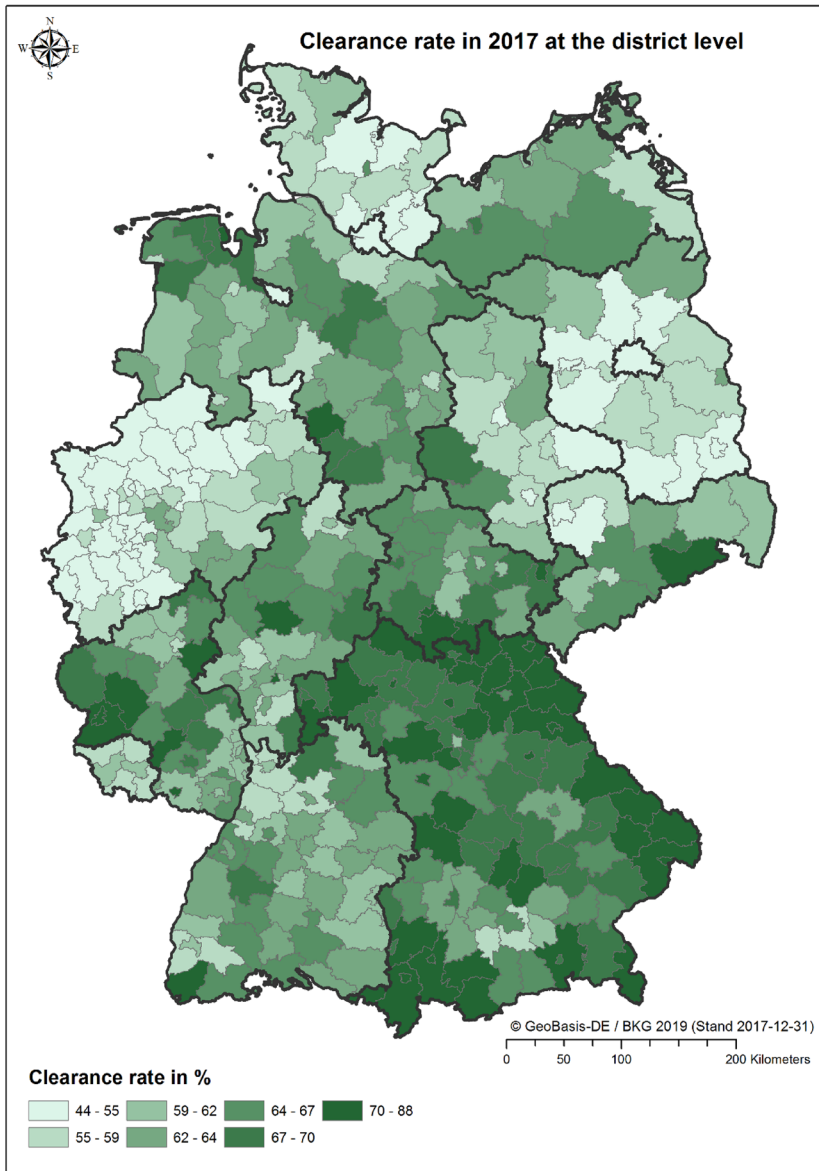 N
W E
S
Clearance rate in 2017 at the district level
© GeoBasis-DE / BKG 2019 (Stand 2017-12-31)
0 50 100 200 Kilometers
Clearance rate in %
44 - 55 59 - 62 64 - 67 70 - 88
55 - 59 62 - 64 67 - 70